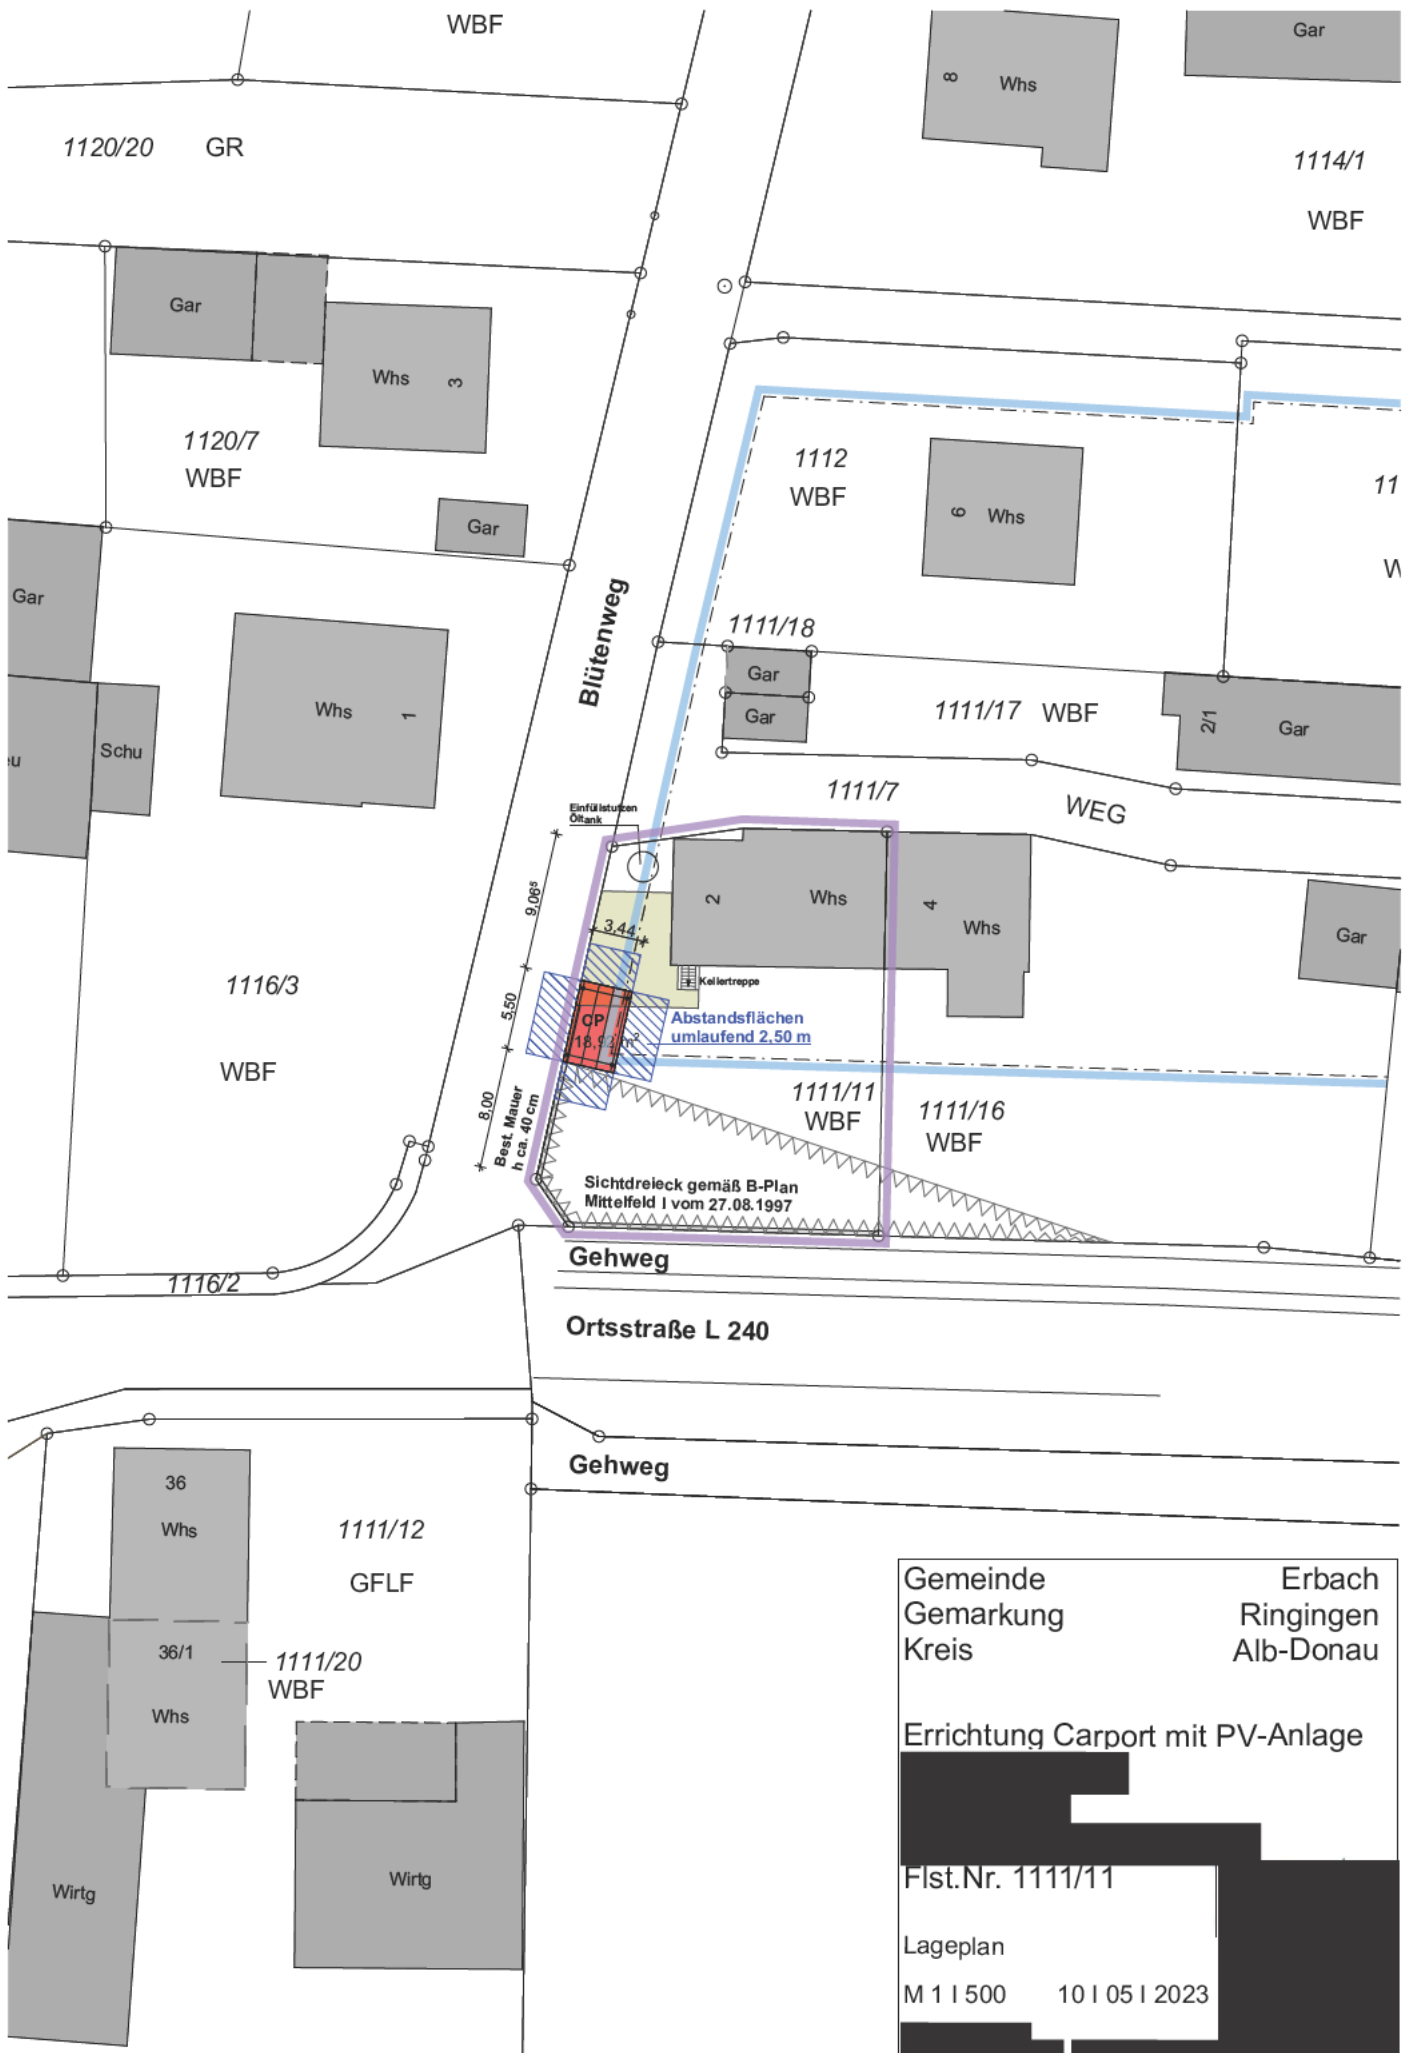 WBF
Gar
8
Whs
1120/20 GR
1114/1
WBF
Gar
Whs 3
1120/7
WBF
1112
WBF
11
Gar
6 Whs
W
Gar
Blütenweg
1111/18
Gar
Whs 1
Gar
1111/17 WBF
2/1 Gar
Schu
1111/7
WEG
Einfüllstutzen
Öltank
9,06⁵
2 Whs
4
Whs
3,44
Gar
1116/3
Kellertreppe
5,50
CP
18,92 m²
Abstandsflächen
umlaufend 2,50 m
WBF
8,00
Best. Mauer
h ca. 40 cm
1111/11
WBF
1111/16
WBF
Sichtdreieck gemäß B-Plan
Mittelfeld I vom 27.08.1997
Gehweg
1116/2
Ortsstraße L 240
Gehweg
36
Whs
1111/12
GFLF
36/1
1111/20
WBF
Whs
Wirtg
Wirtg
Gemeinde Erbach
Gemarkung Ringingen
Kreis Alb-Donau
Errichtung Carport mit PV-Anlage
Flst.Nr. 1111/11
Lageplan
M 1 I 500 10 I 05 I 2023